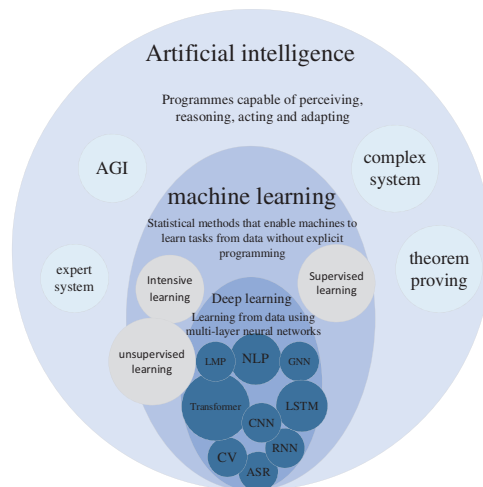 Artificial intelligence
Programmes capable of perceiving,
reasoning, acting and adapting
AGI
complex
system
machine learning
Statistical methods that enable machines to
learn tasks from data without explicit
programming
expert
system
theorem
proving
Intensive
learning
Supervised
learning
Deep learning
Learning from data using
multi-layer neural networks
unsupervised
learning
LMP
NLP
GNN
Transformer
LSTM
CNN
CV
RNN
ASR